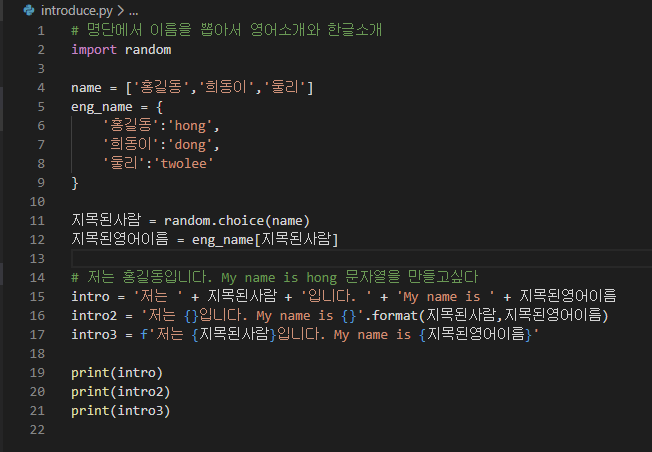 introduce.py > ...
1 # 명단에서 이름을 뽑아서 영어소개와 한글소개
2 import random
3
4 name = ['홍길동','희동이','둘리']
5 eng_name = {
6     '홍길동':'hong',
7     '희동이':'dong',
8     '둘리':'twolee'
9 }
10
11 지목된사람 = random.choice(name)
12 지목된영어이름 = eng_name[지목된사람]
13
14 # 저는 홍길동입니다. My name is hong 문자열을 만들고싶다
15 intro = '저는 ' + 지목된사람 + '입니다. ' + 'My name is ' + 지목된영어이름
16 intro2 = '저는 {}입니다. My name is {}'.format(지목된사람,지목된영어이름)
17 intro3 = f'저는 {지목된사람}입니다. My name is {지목된영어이름}'
18
19 print(intro)
20 print(intro2)
21 print(intro3)
22